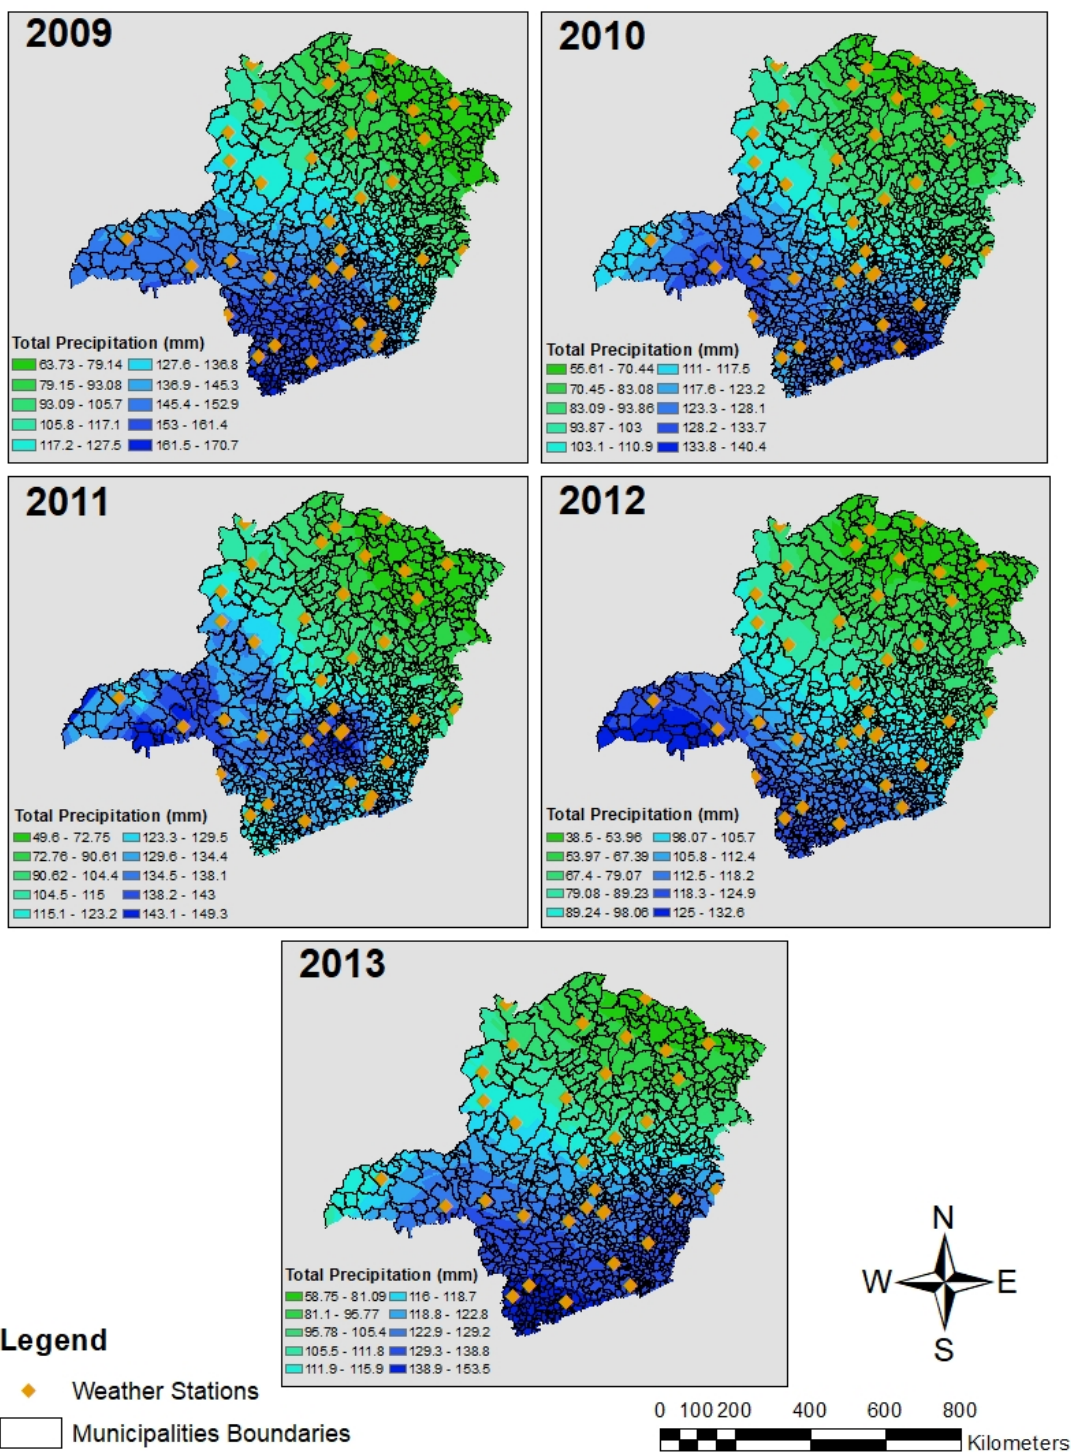 2009
Total Precipitation (mm)
63.73 - 79.14 127.6 - 136.8
79.15 - 93.08 136.9 - 145.3
93.09 - 105.7 145.4 - 152.9
105.8 - 117.1 153 - 161.4
117.2 - 127.5 161.5 - 170.7
2010
Total Precipitation (mm)
55.61 - 70.44 111 - 117.5
70.45 - 83.08 117.6 - 123.2
83.09 - 93.86 123.3 - 128.1
93.87 - 103 128.2 - 133.7
103.1 - 110.9 133.8 - 140.4
2011
Total Precipitation (mm)
49.6 - 72.75 123.3 - 129.5
72.76 - 90.61 129.6 - 134.4
90.62 - 104.4 134.5 - 138.1
104.5 - 115 138.2 - 143
115.1 - 123.2 143.1 - 149.3
2012
Total Precipitation (mm)
38.5 - 53.96 98.07 - 105.7
53.97 - 67.39 105.8 - 112.4
67.4 - 79.07 112.5 - 118.2
79.08 - 89.23 118.3 - 124.9
89.24 - 98.06 125 - 132.6
2013
Total Precipitation (mm)
58.75 - 81.09 116 - 118.7
81.1 - 95.77 118.8 - 122.8
95.78 - 105.4 122.9 - 129.2
105.5 - 111.8 129.3 - 138.8
111.9 - 115.9 138.9 - 153.5
N
W E
S
Legend
Weather Stations
Municipalities Boundaries
0 100 200 400 600 800
Kilometers